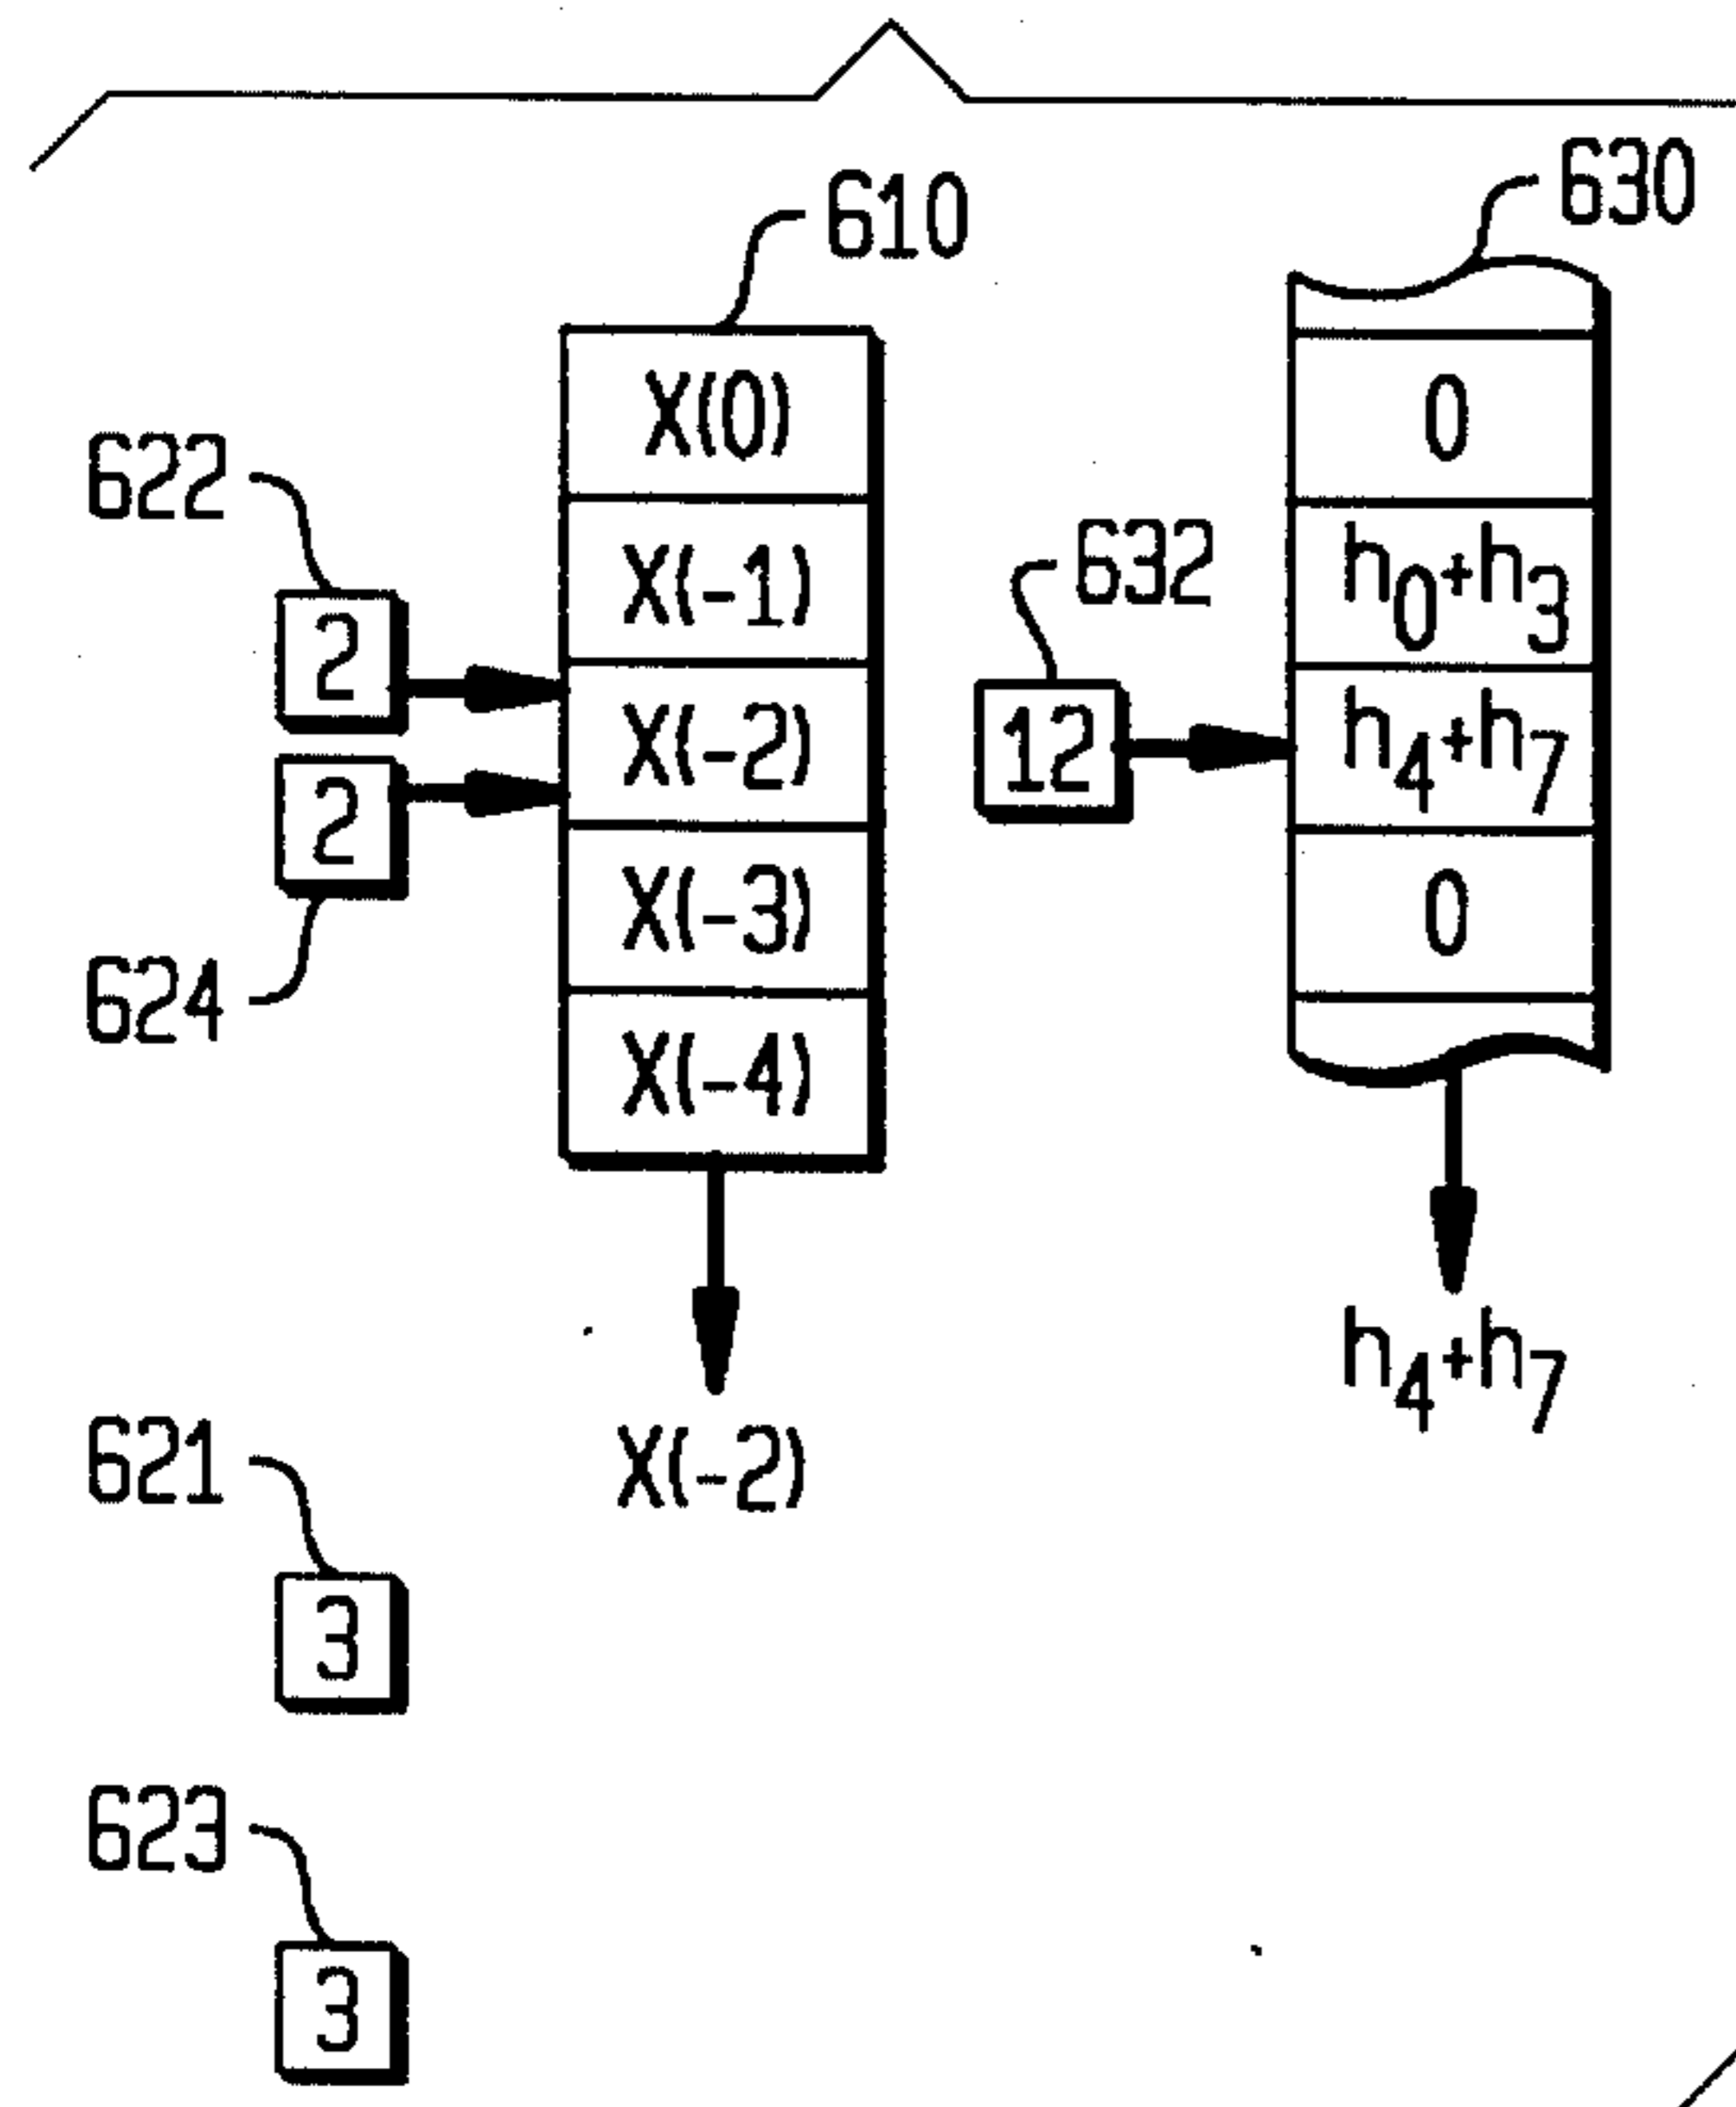 610
630
X(0)
X(-1)
X(-2)
X(-3)
X(-4)
622
2
2
624
632
12
0
h0+h3
h4+h7
0
X(-2)
h4+h7
621
3
623
3